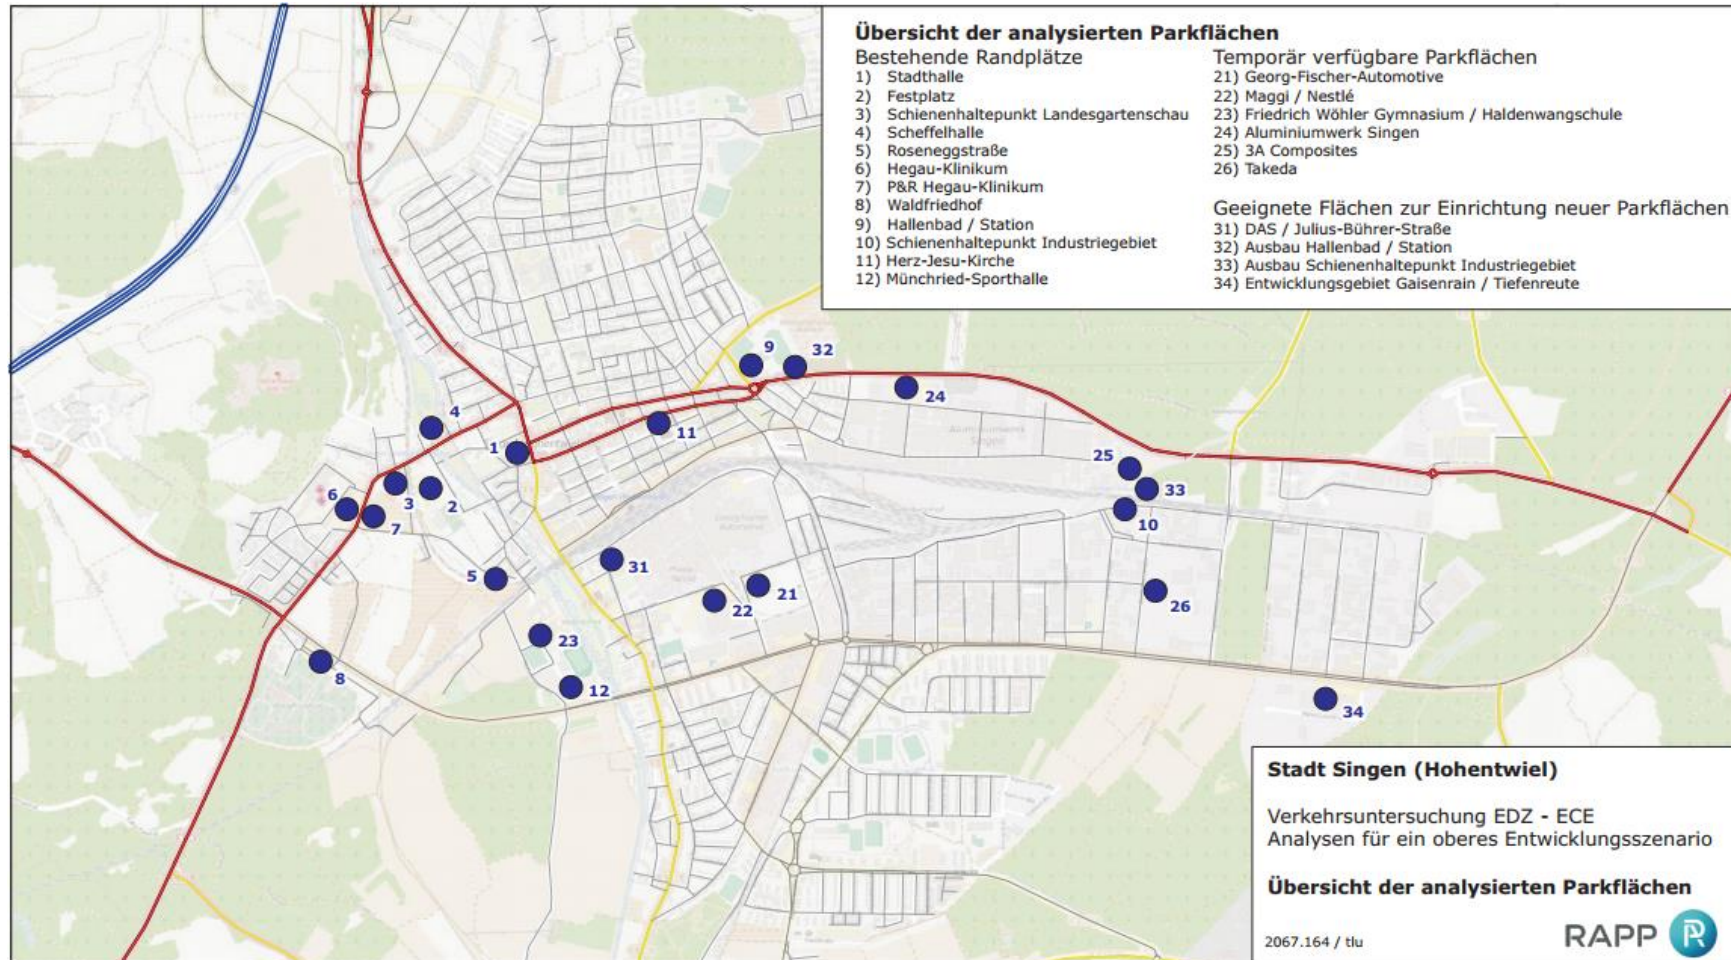 Übersicht der analysierten Parkflächen
Bestehende Randplätze
1) Stadthalle
2) Festplatz
3) Schienenhaltepunkt Landesgartenschau
4) Scheffelhalle
5) Roseneggstraße
6) Hegau-Klinikum
7) P&R Hegau-Klinikum
8) Waldfriedhof
9) Hallenbad / Station
10) Schienenhaltepunkt Industriegebiet
11) Herz-Jesu-Kirche
12) Münchried-Sporthalle
Temporär verfügbare Parkflächen
21) Georg-Fischer-Automotive
22) Maggi / Nestlé
23) Friedrich Wöhler Gymnasium / Haldenwangschule
24) Aluminiumwerk Singen
25) 3A Composites
26) Takeda
Geeignete Flächen zur Einrichtung neuer Parkflächen
31) DAS / Julius-Bührer-Straße
32) Ausbau Hallenbad / Station
33) Ausbau Schienenhaltepunkt Industriegebiet
34) Entwicklungsgebiet Gaisenrain / Tiefenreute
9
32
24
4
11
1
25
33
6
3
2
7
10
31
5
21
22
26
23
8
12
34
Aluminiumwerk
Stadt Singen (Hohentwiel)
Verkehrsuntersuchung EDZ - ECE
Analysen für ein oberes Entwicklungsszenario
Übersicht der analysierten Parkflächen
2067.164 / tlu
RAPP